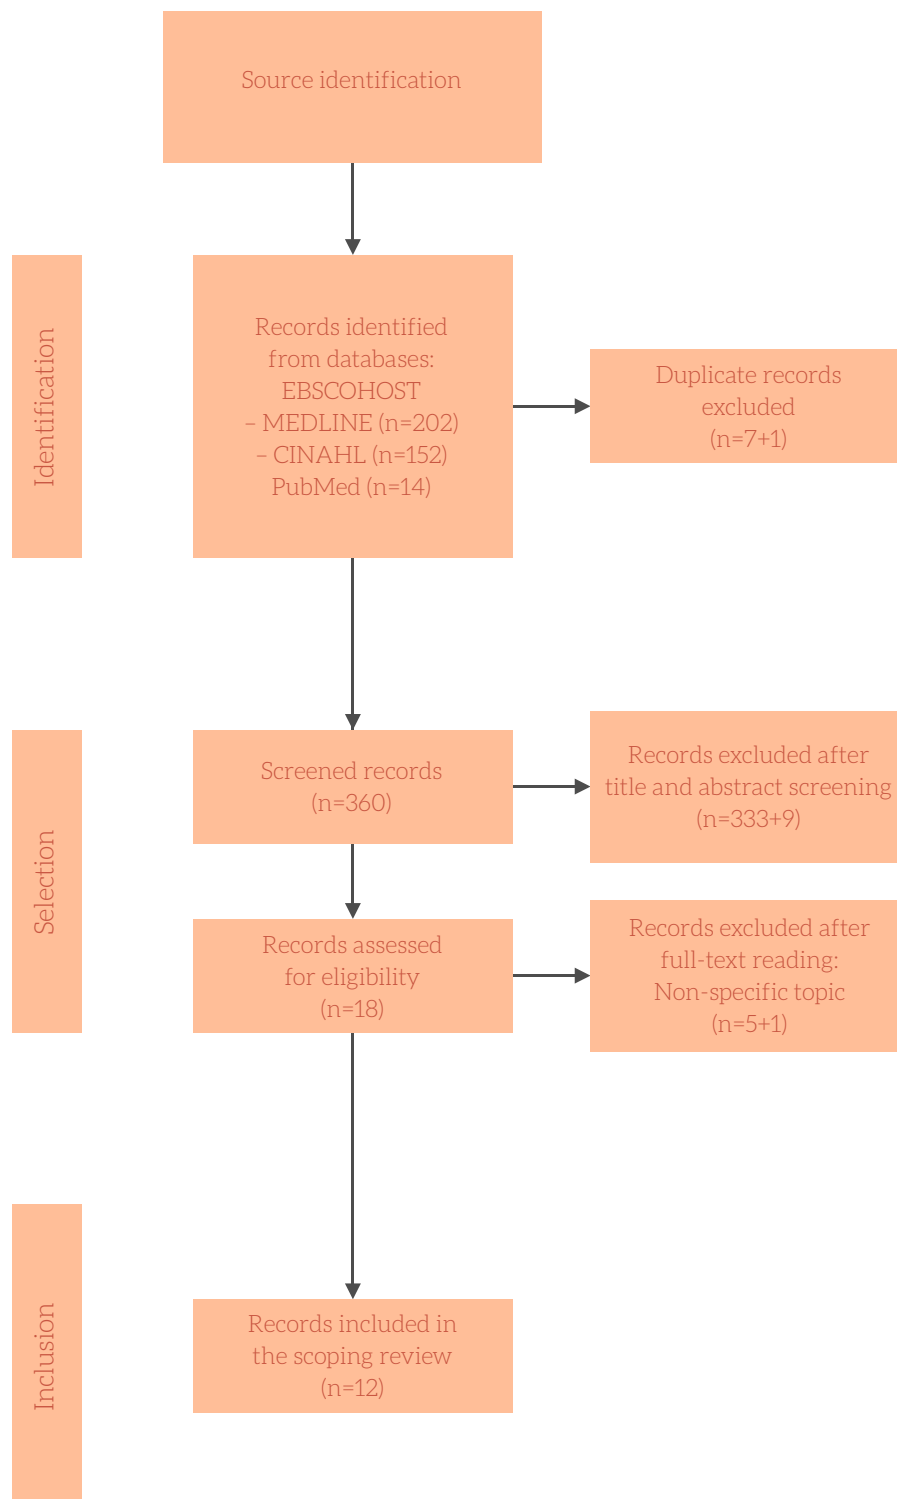 Source identification
Identification
Records identified
from databases:
EBSCOHOST
– MEDLINE (n=202)
– CINAHL (n=152)
PubMed (n=14)
Duplicate records
excluded
(n=7+1)
Selection
Screened records
(n=360)
Records excluded after
title and abstract screening
(n=333+9)
Records assessed
for eligibility
(n=18)
Records excluded after
full-text reading:
Non-specific topic
(n=5+1)
Inclusion
Records included in
the scoping review
(n=12)